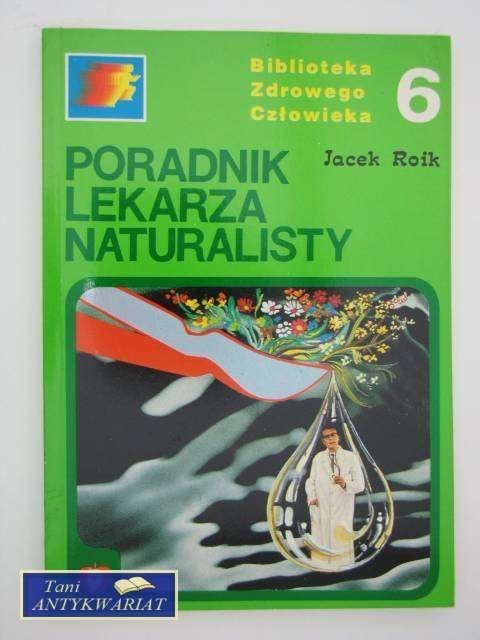 Biblioteka
Zdrowego
Człowieka
6
Jacek Roik
PORADNIK
LEKARZA
NATURALISTY
Tani
ANTYKWARIAT